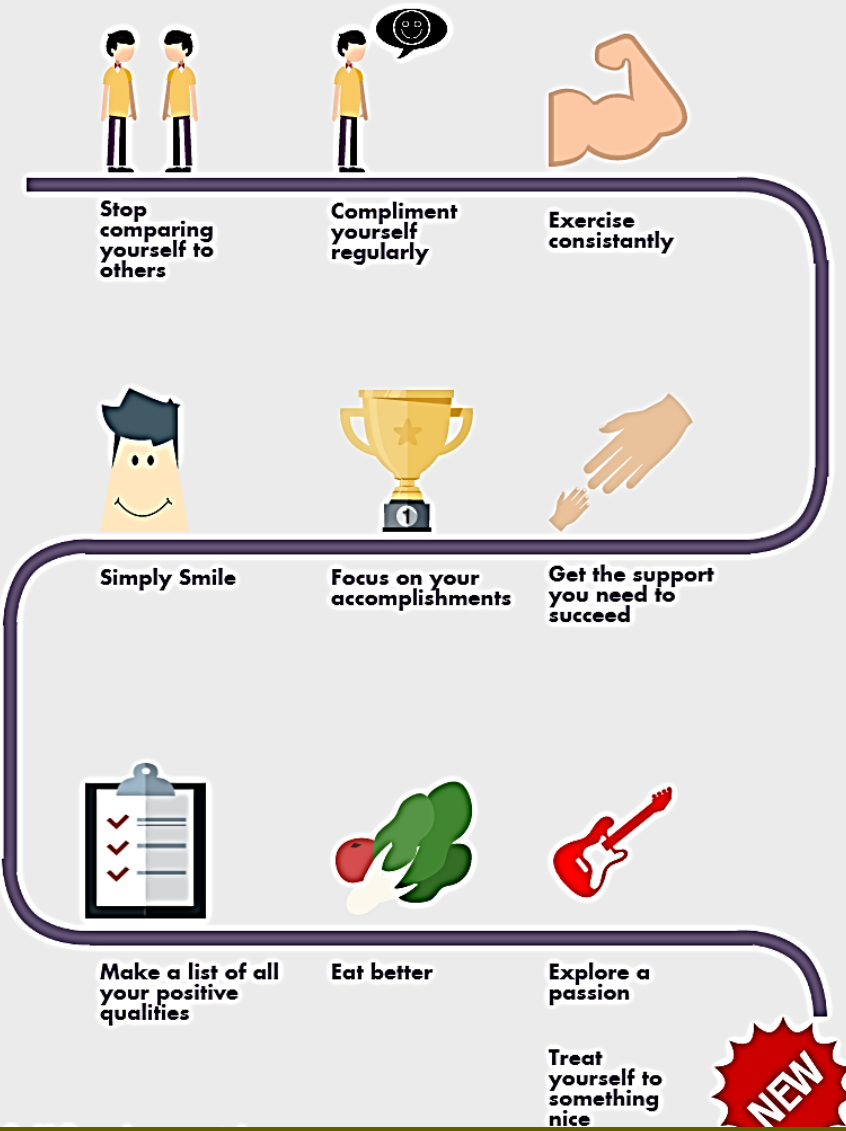 Stop
comparing
yourself to
others
Compliment
yourself
regularly
Exercise
consistantly
Simply Smile
Focus on your
accomplishments
Get the support
you need to
succeed
1
Make a list of all
your positive
qualities
Eat better
Explore a
passion
Treat
yourself to
something
nice
NEW